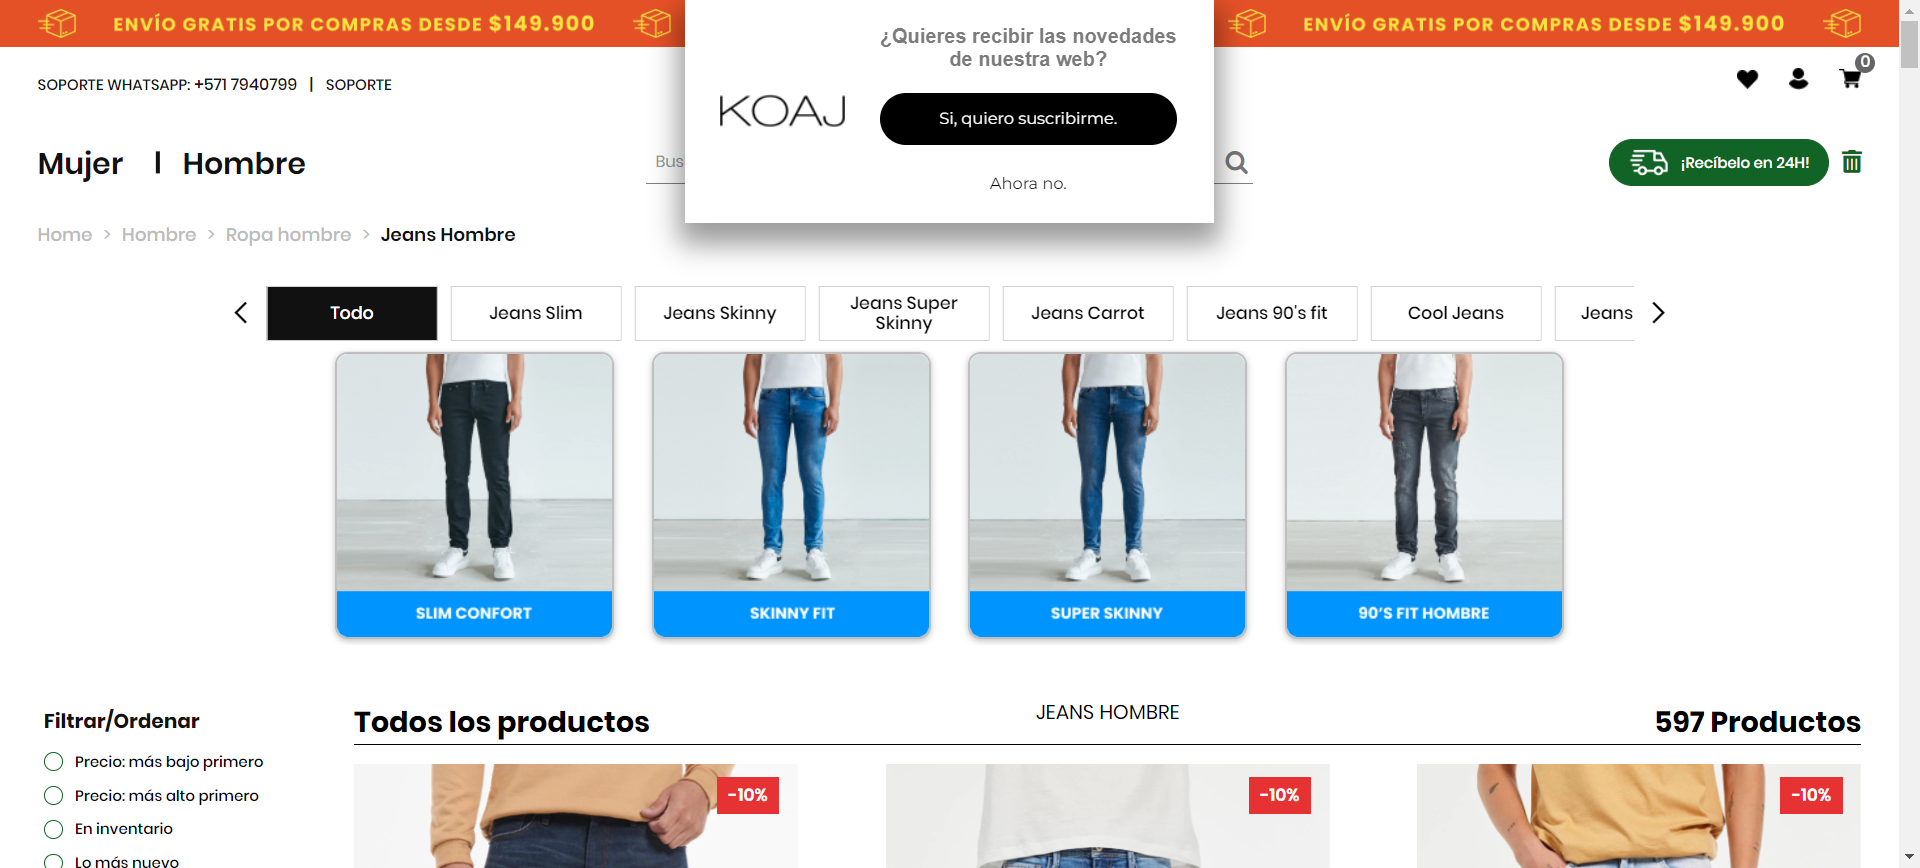 ENVÍO GRATIS POR COMPRAS DESDE $149.900
ENVÍO GRATIS POR COMPRAS DESDE $149.900
¿Quieres recibir las novedades
de nuestra web?
KOAJ
Si, quiero suscribirme.
Ahora no.
SOPORTE WHATSAPP: +571 7940799 | SOPORTE
0
Mujer | Hombre
Bus
¡Recíbelo en 24H!
Home > Hombre > Ropa hombre > Jeans Hombre
Todo
Jeans Slim
Jeans Skinny
Jeans Super
Skinny
Jeans Carrot
Jeans 90's fit
Cool Jeans
Jeans
SLIM CONFORT
SKINNY FIT
SUPER SKINNY
90'S FIT HOMBRE
Filtrar/Ordenar
Precio: más bajo primero
Precio: más alto primero
En inventario
Lo más nuevo
Todos los productos
JEANS HOMBRE
597 Productos
-10%
-10%
-10%